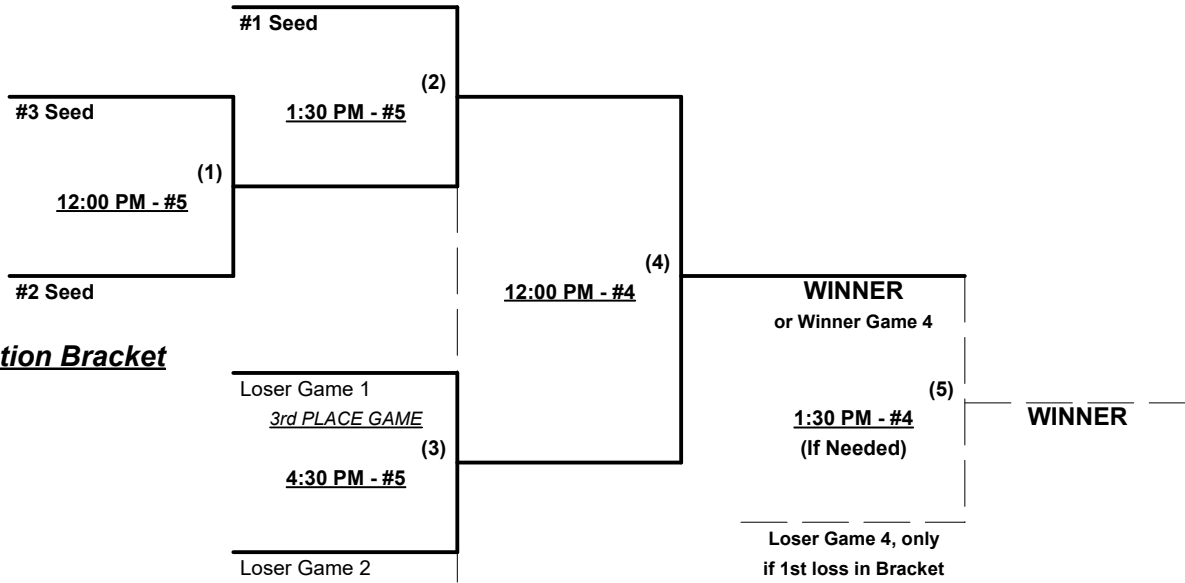 #1 Seed
(2)
#3 Seed
1:30 PM - #5
(1)
12:00 PM - #5
(4)
#2 Seed
12:00 PM - #4
WINNER
or Winner Game 4
tion Bracket
Loser Game 1
(5)
3rd PLACE GAME
1:30 PM - #4
WINNER
(3)
(If Needed)
4:30 PM - #5
Loser Game 4, only
Loser Game 2
if 1st loss in Bracket